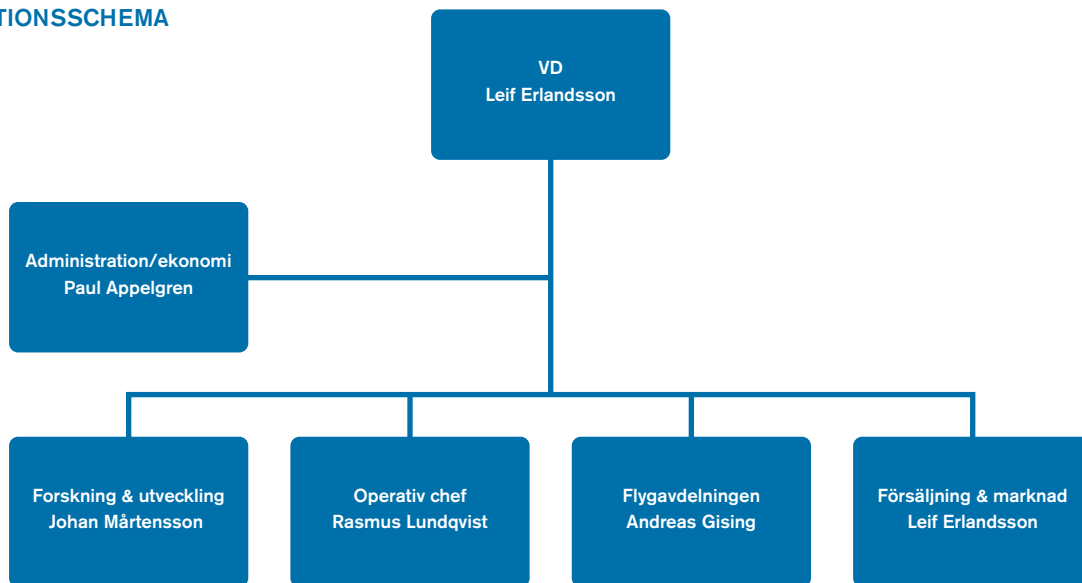 TIONSSCHEMA
VD
Leif Erlandsson
Administration/ekonomi
Paul Appelgren
Forskning & utveckling
Johan Mårtensson
Operativ chef
Rasmus Lundqvist
Flygavdelningen
Andreas Gising
Försäljning & marknad
Leif Erlandsson